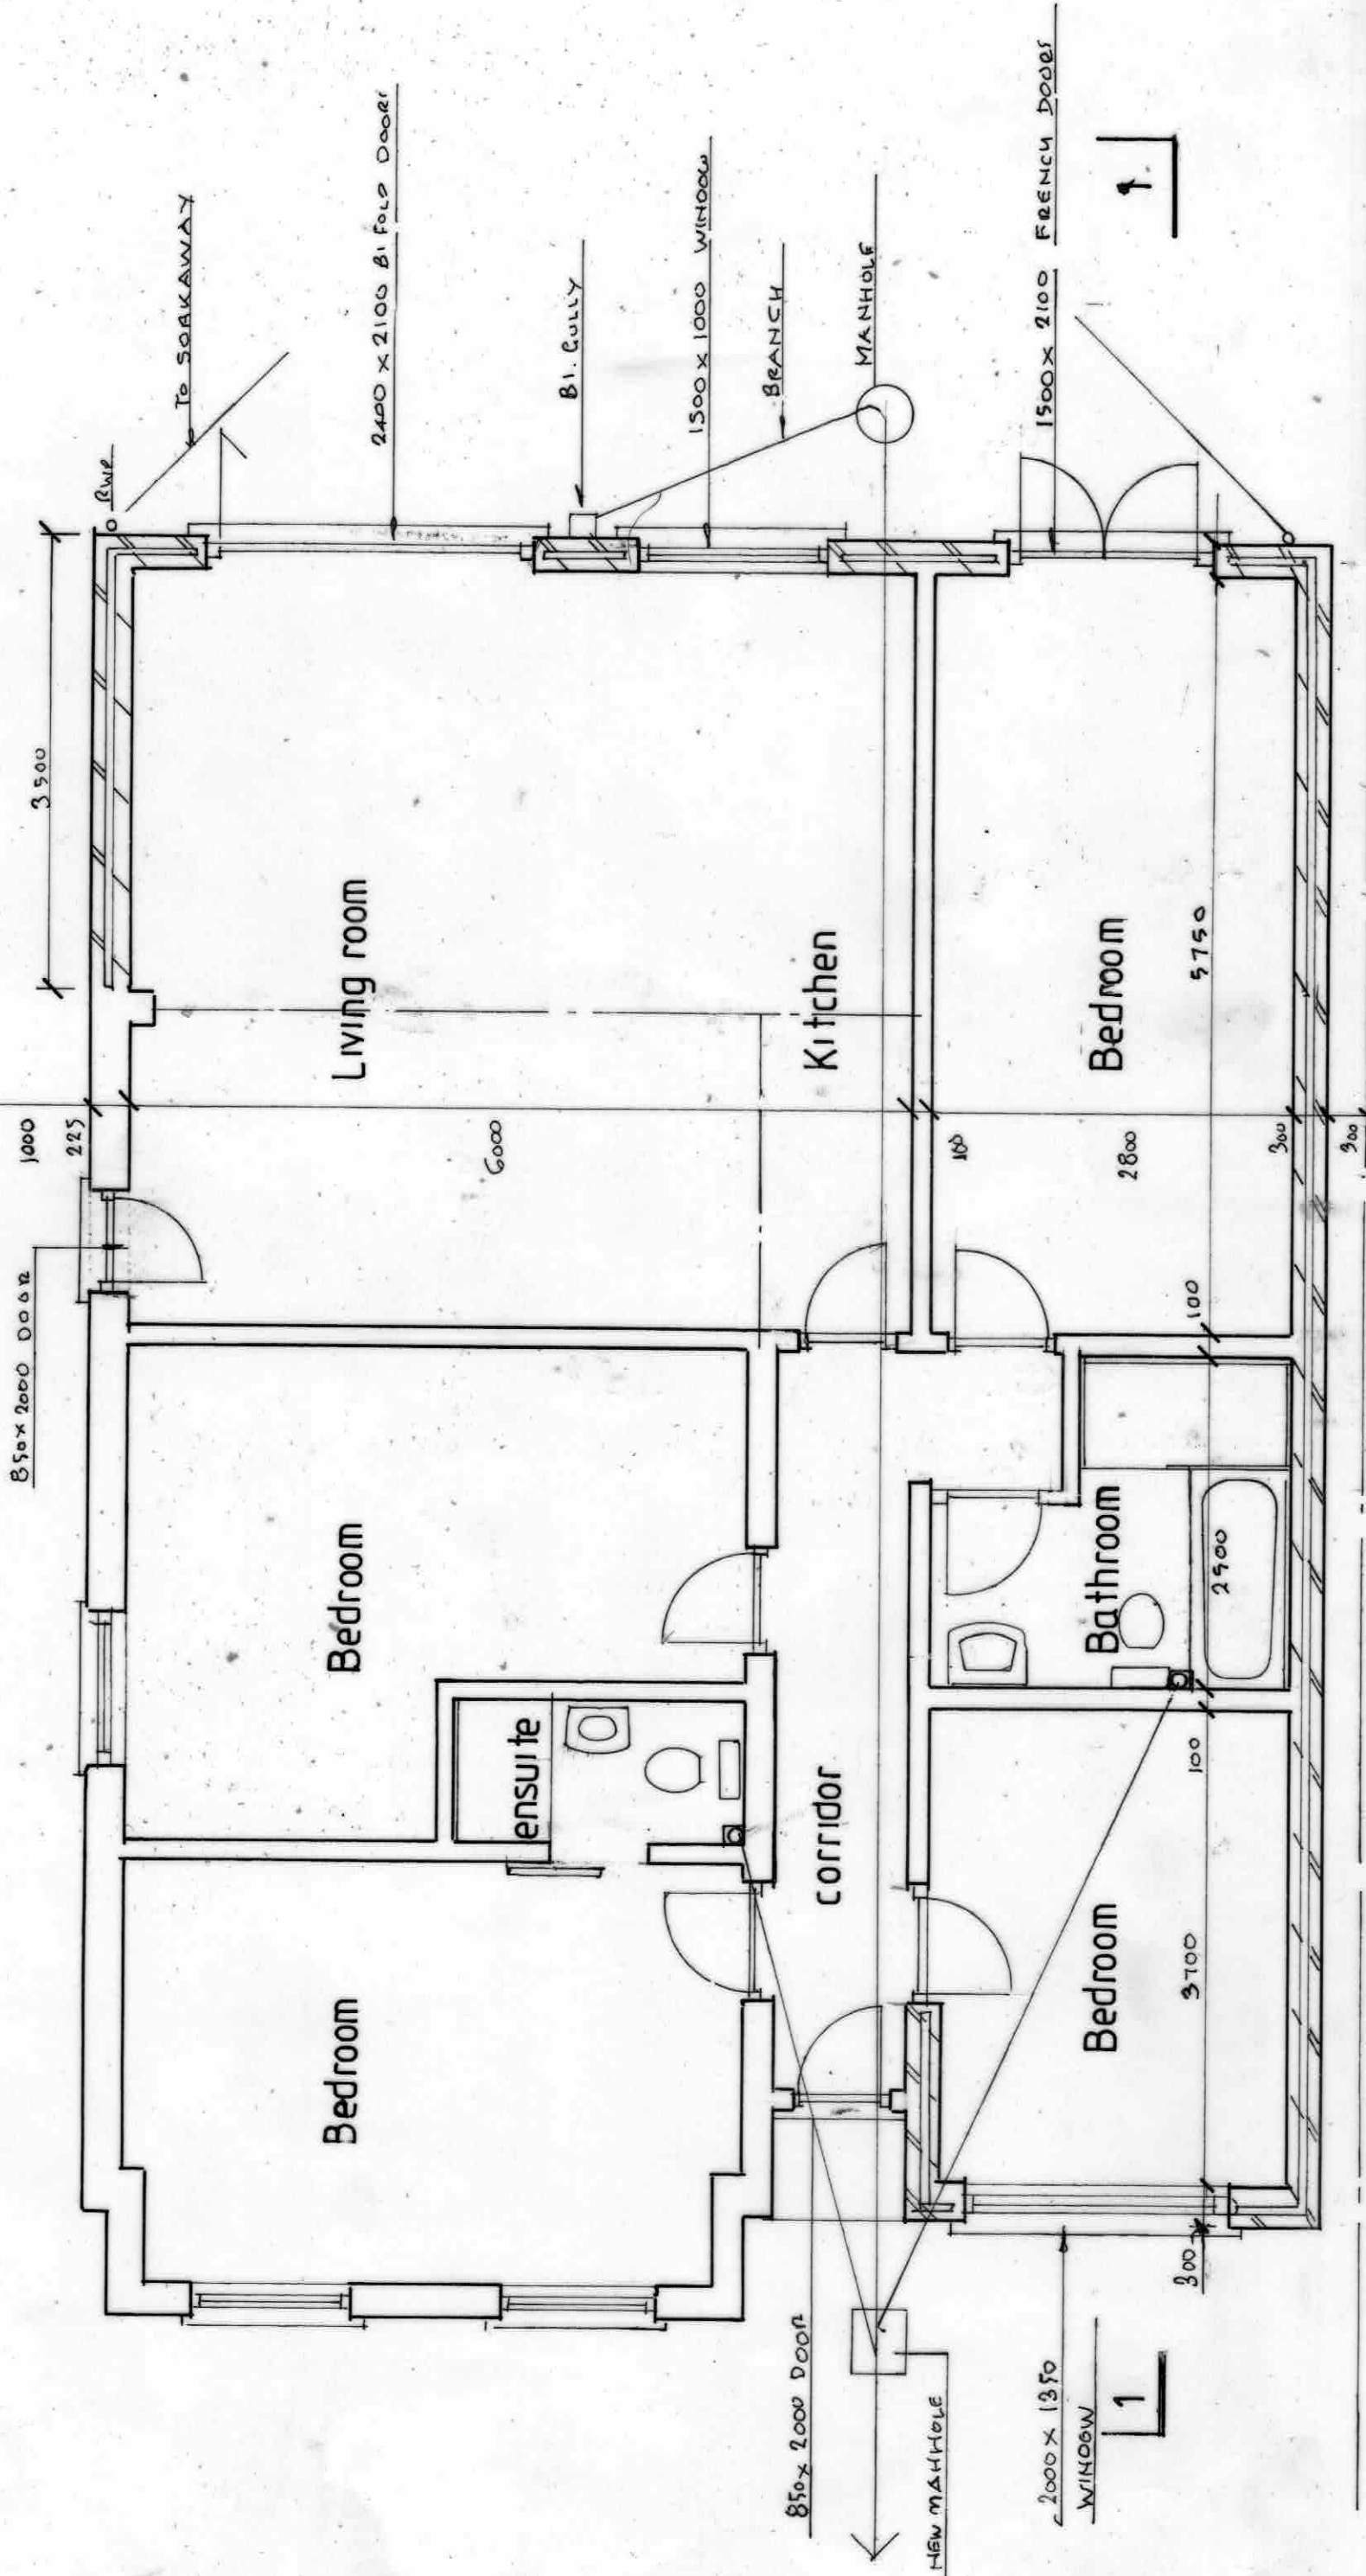 To SOAKAWAY
RWP
2400 X 2100 BI FOLD DOORS
BI. GULLY
1500 X 1000 WINDOW
BRANCH
MANHOLE
1500 X 2100 FRENCH DOORS
1
3500
Living room
Kitchen
Bedroom
5750
1000
225
6000
160
2800
300
300
850 x 2000 DOOR
100
Bedroom
Bathroom
2900
ensuite
corridor
100
Bedroom
Bedroom
3700
300
850 x 2000 DOOR
NEW MANHOLE
2000 X 1350
WINDOW
1